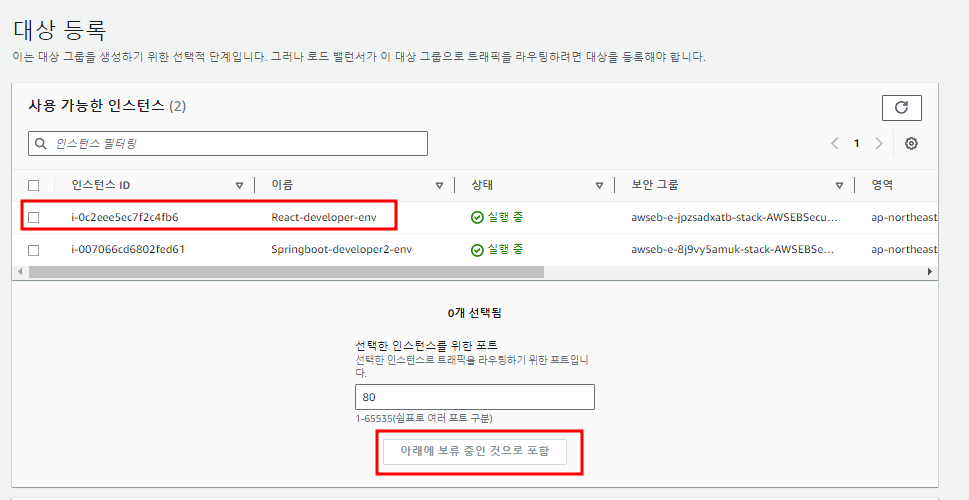 대상 등록
이는 대상 그룹을 생성하기 위한 선택적 단계입니다. 그러나 로드 밸런서가 이 대상 그룹으로 트래픽을 라우팅하려면 대상을 등록해야 합니다.
사용 가능한 인스턴스 (2)
인스턴스 필터링
1
인스턴스 ID 이름 상태 보안 그룹 영역
i-0c2eee5ec7f2c4fb6 React-developer-env 실행 중 awseb-e-jpzsadxatb-stack-AWSEBSecu... ap-northeast
i-007066cd6802fed61 Springboot-developer2-env 실행 중 awseb-e-8j9vy5amuk-stack-AWSEBSe... ap-northeast
0개 선택됨
선택한 인스턴스를 위한 포트
선택한 인스턴스로 트래픽을 라우팅하기 위한 포트입니
다.
80
1-65535(쉼표로 여러 포트 구분)
아래에 보류 중인 것으로 포함